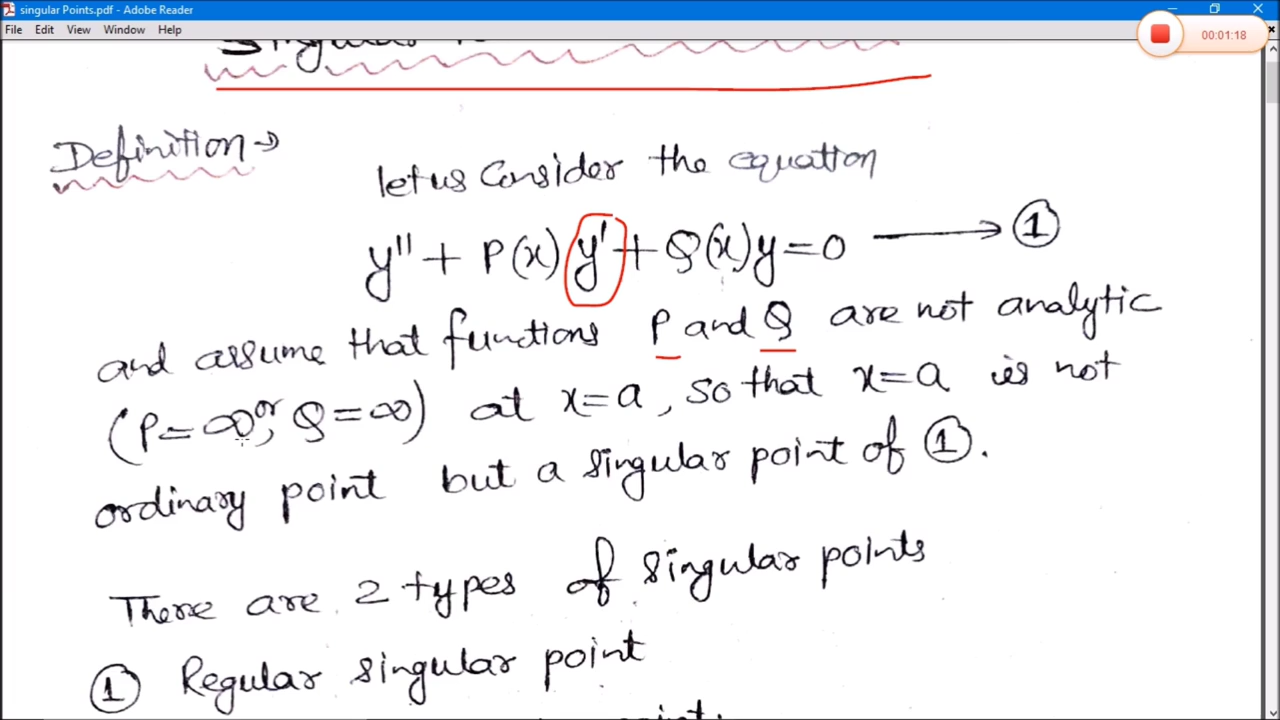 singular Points.pdf - Adobe Reader
File Edit View Window Help
00:01:18
Singular
Definition →
let us Consider the equation
y'' + P(x) y' + Q(x)y = 0 → ①
and assume that functions P and Q are not analytic
(P = ∞, or Q = ∞) at x = a, so that x = a is not
ordinary point but a singular point of ①.
There are 2 types of singular points
① Regular singular point
point.